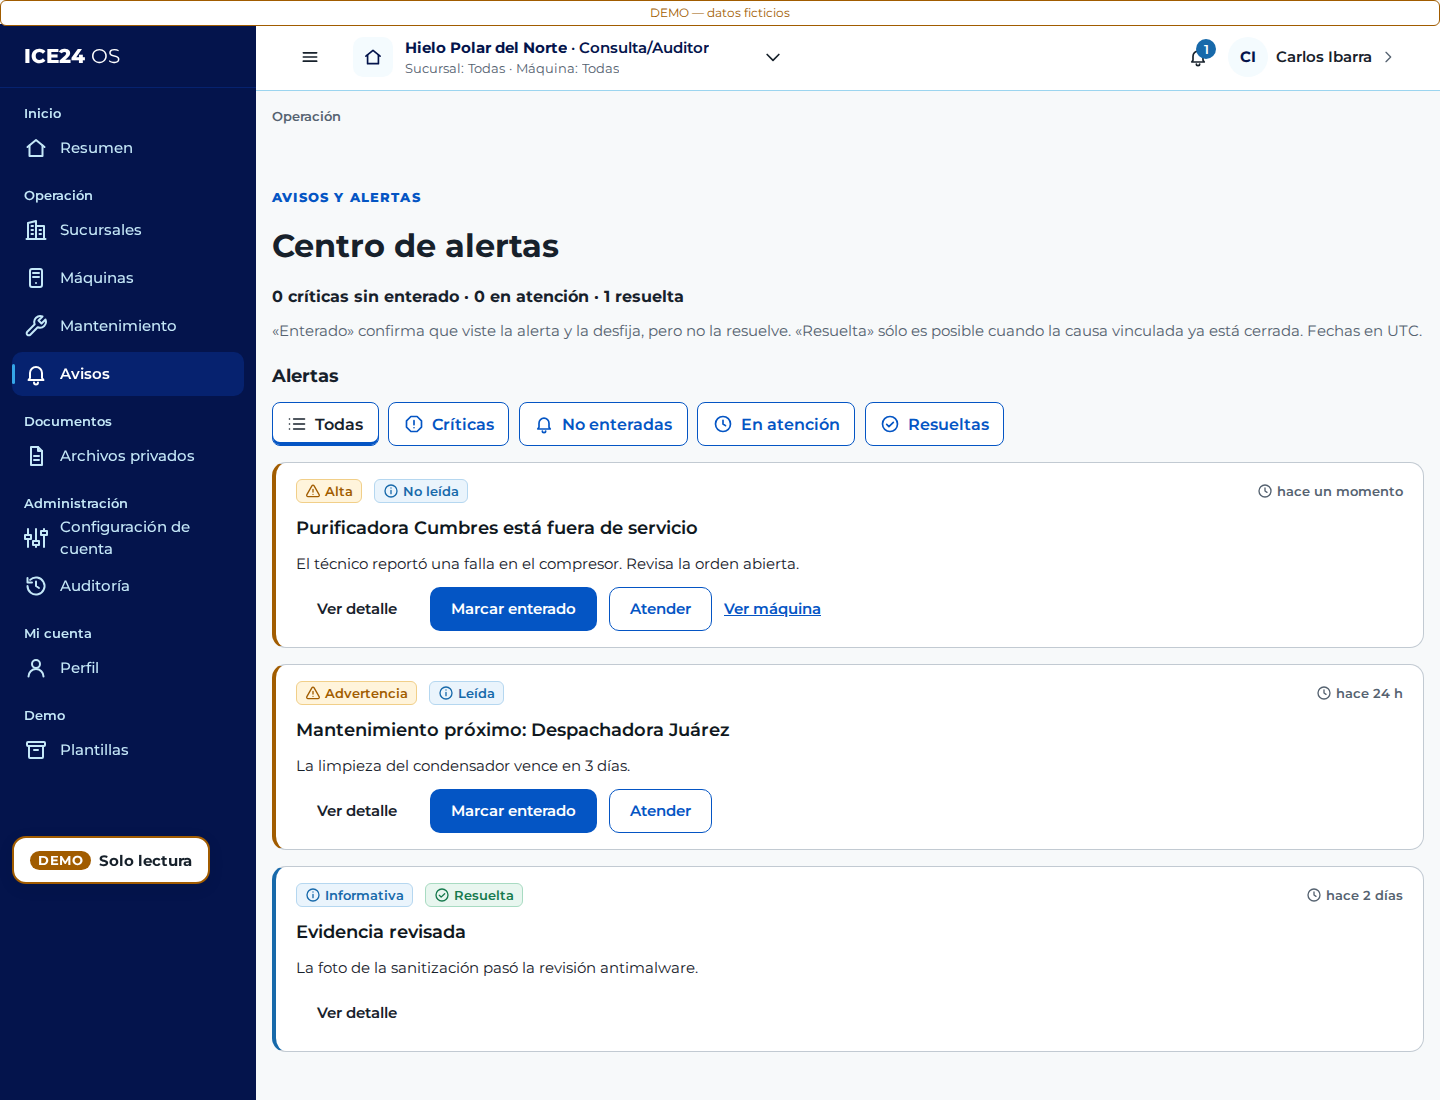 DEMO — datos ficticios
ICE24 OS
Inicio
Resumen
Operación
Sucursales
Máquinas
Mantenimiento
Avisos
Documentos
Archivos privados
Administración
Configuración de
cuenta
Auditoría
Mi cuenta
Perfil
Demo
Plantillas
DEMO Solo lectura
Hielo Polar del Norte · Consulta/Auditor
Sucursal: Todas · Máquina: Todas
1
CI Carlos Ibarra
Operación
AVISOS Y ALERTAS
Centro de alertas
0 críticas sin enterado · 0 en atención · 1 resuelta
«Enterado» confirma que viste la alerta y la desfija, pero no la resuelve. «Resuelta» sólo es posible cuando la causa vinculada ya está cerrada. Fechas en UTC.
Alertas
Todas Críticas No enteradas En atención Resueltas
Alta No leída hace un momento
Purificadora Cumbres está fuera de servicio
El técnico reportó una falla en el compresor. Revisa la orden abierta.
Ver detalle Marcar enterado Atender Ver máquina
Advertencia Leída hace 24 h
Mantenimiento próximo: Despachadora Juárez
La limpieza del condensador vence en 3 días.
Ver detalle Marcar enterado Atender
Informativa Resuelta hace 2 días
Evidencia revisada
La foto de la sanitización pasó la revisión antimalware.
Ver detalle